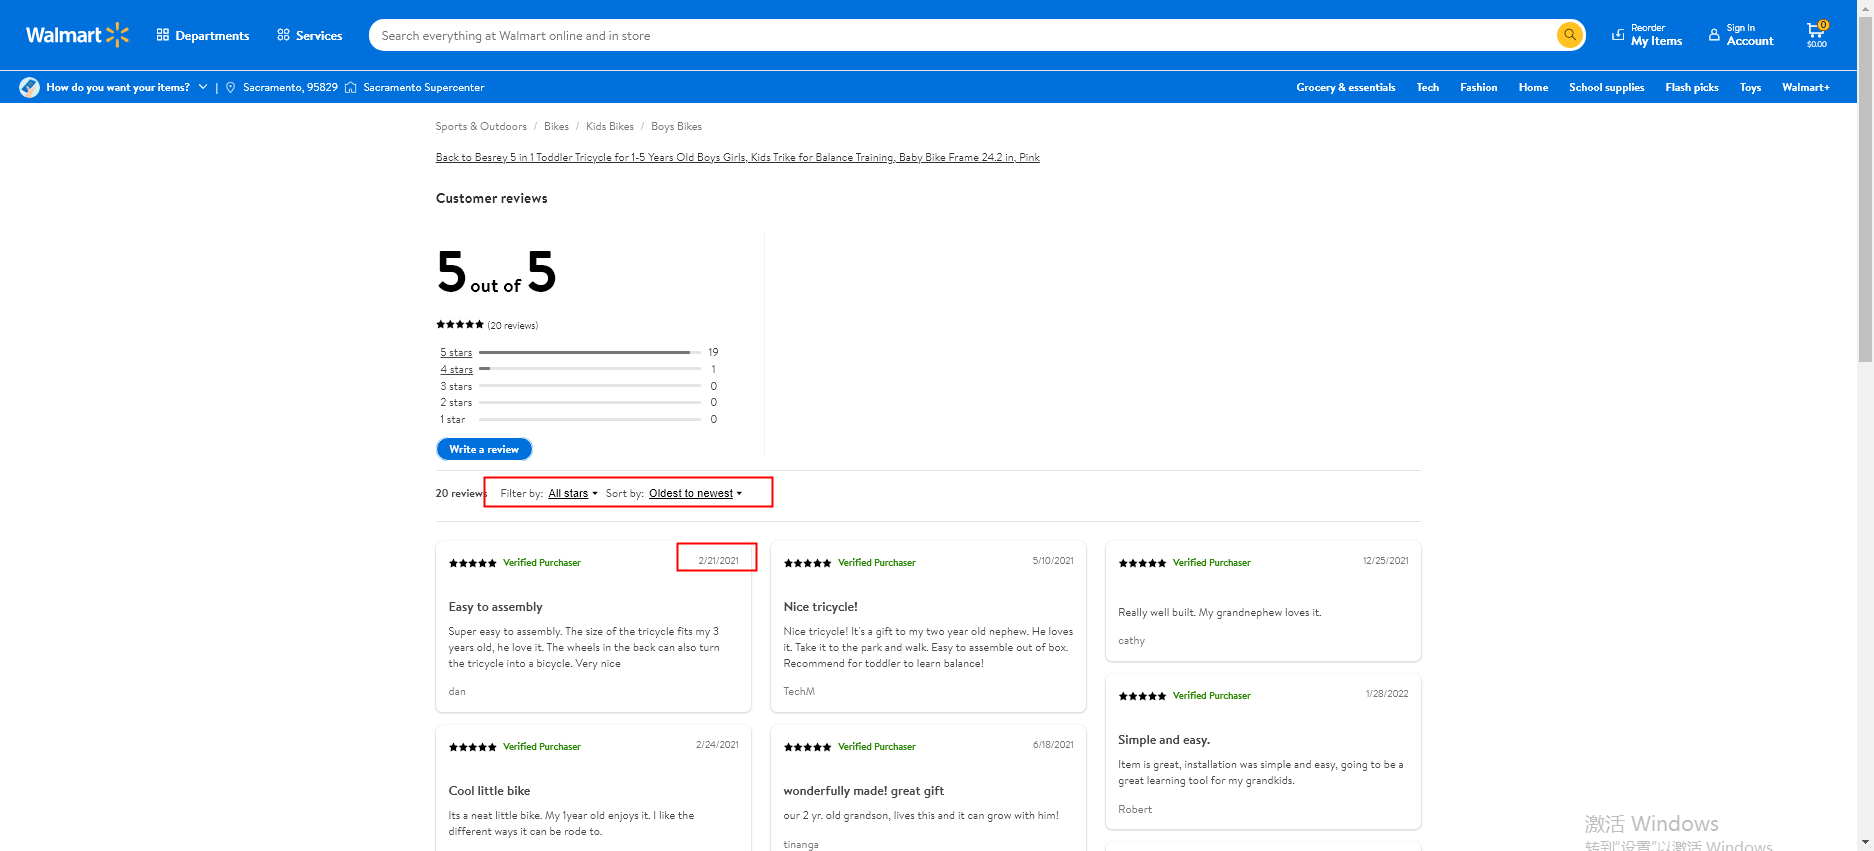 Walmart
Departments
Services
Search everything at Walmart online and in store
Reorder
My Items
Sign In
Account
0
$0.00
How do you want your items?
|
Sacramento, 95829
Sacramento Supercenter
Grocery & essentials
Tech
Fashion
Home
School supplies
Flash picks
Toys
Walmart+
Sports & Outdoors / Bikes / Kids Bikes / Boys Bikes
Back to Besrey 5 in 1 Toddler Tricycle for 1-5 Years Old Boys Girls, Kids Trike for Balance Training, Baby Bike Frame 24.2 in, Pink
Customer reviews
5 out of 5
★★★★★ (20 reviews)
5 stars 19
4 stars 1
3 stars 0
2 stars 0
1 star 0
Write a review
20 reviews
Filter by: All stars
Sort by: Oldest to newest
★★★★★ Verified Purchaser 2/21/2021
Easy to assembly
Super easy to assembly. The size of the tricycle fits my 3
years old, he love it. The wheels in the back can also turn
the tricycle into a bicycle. Very nice
dan
★★★★★ Verified Purchaser 2/24/2021
Cool little bike
Its a neat little bike. My 1year old enjoys it. I like the
different ways it can be rode to.
★★★★★ Verified Purchaser 5/10/2021
Nice tricycle!
Nice tricycle! It's a gift to my two year old nephew. He loves
it. Take it to the park and walk. Easy to assemble out of box.
Recommend for toddler to learn balance!
TechM
★★★★★ Verified Purchaser 6/18/2021
wonderfully made! great gift
our 2 yr. old grandson, lives this and it can grow with him!
tinanga
★★★★★ Verified Purchaser 12/25/2021
Really well built. My grandnephew loves it.
cathy
★★★★★ Verified Purchaser 1/28/2022
Simple and easy.
Item is great, installation was simple and easy, going to be a
great learning tool for my grandkids.
Robert
激活 Windows
转到"设置"以激活 Windows